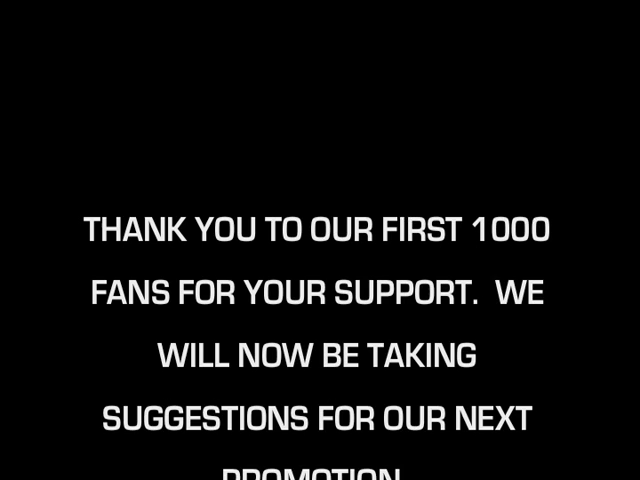 THANK YOU TO OUR FIRST 1000
FANS FOR YOUR SUPPORT.  WE
WILL NOW BE TAKING
SUGGESTIONS FOR OUR NEXT
PROMOTION